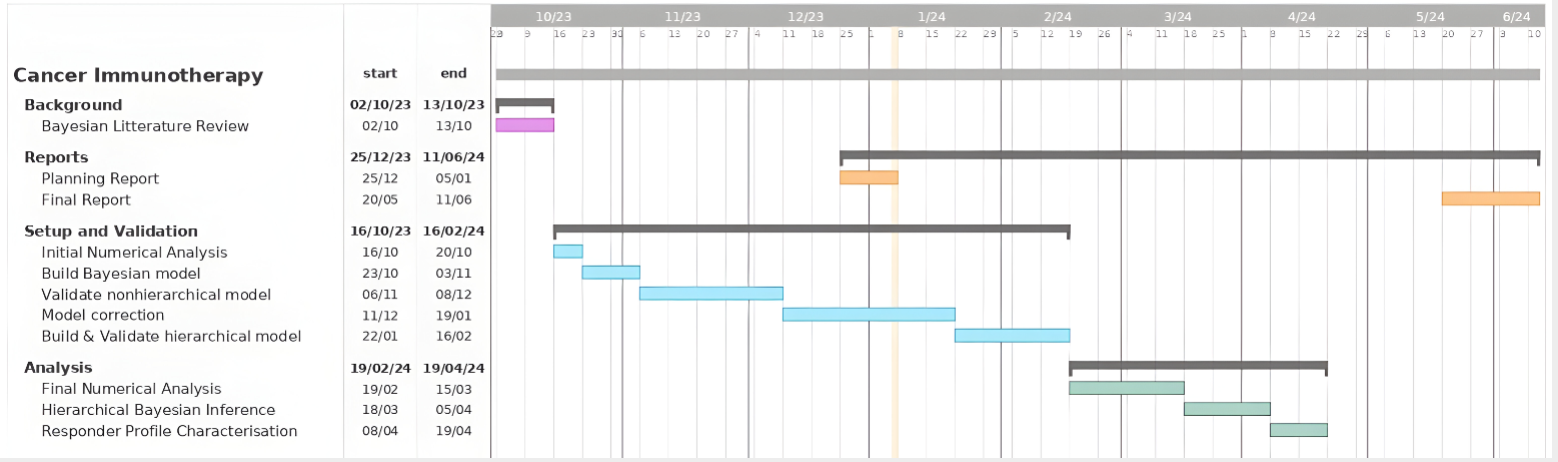 10/23 11/23 12/23 1/24 2/24 3/24 4/24 5/24 6/24
9 16 23 6 13 20 27 4 11 18 25 1 8 15 22 29 5 12 19 26 4 11 18 25 1 8 15 22 29 6 13 20 27 3 10
Cancer Immunotherapy start end
Background 02/10/23 13/10/23
Bayesian Litterature Review 02/10 13/10
Reports 25/12/23 11/06/24
Planning Report 25/12 05/01
Final Report 20/05 11/06
Setup and Validation 16/10/23 16/02/24
Initial Numerical Analysis 16/10 20/10
Build Bayesian model 23/10 03/11
Validate nonhierarchical model 06/11 08/12
Model correction 11/12 19/01
Build & Validate hierarchical model 22/01 16/02
Analysis 19/02/24 19/04/24
Final Numerical Analysis 19/02 15/03
Hierarchical Bayesian Inference 18/03 05/04
Responder Profile Characterisation 08/04 19/04